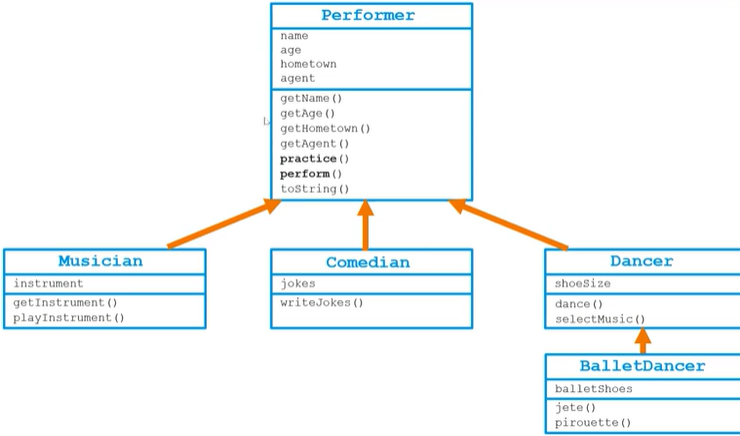 Performer
name
age
hometown
agent
getName()
getAge()
getHometown()
getAgent()
practice()
perform()
toString()
Musician
instrument
getInstrument()
playInstrument()
Comedian
jokes
writeJokes()
Dancer
shoeSize
dance()
selectMusic()
BalletDancer
balletShoes
jete()
pirouette()